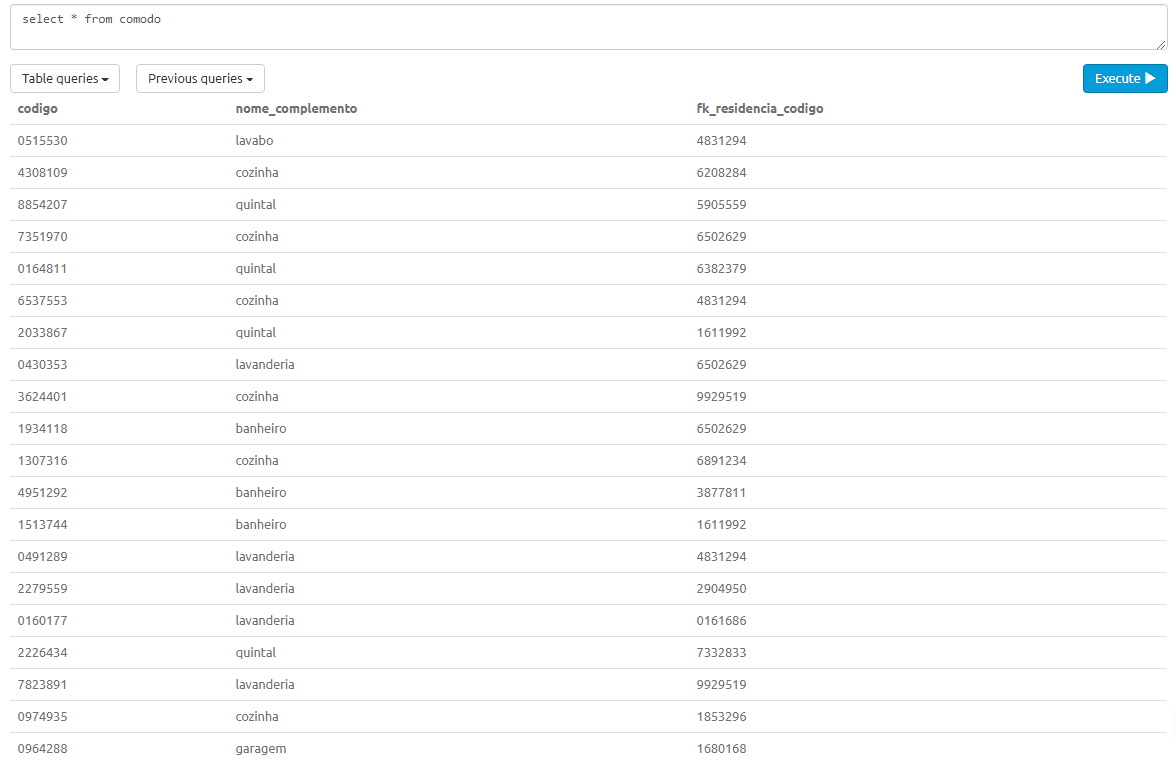 select * from comodo
Table queries Previous queries Execute
codigo nome_complemento fk_residencia_codigo
0515530 lavabo 4831294
4308109 cozinha 6208284
8854207 quintal 5905559
7351970 cozinha 6502629
0164811 quintal 6382379
6537553 cozinha 4831294
2033867 quintal 1611992
0430353 lavanderia 6502629
3624401 cozinha 9929519
1934118 banheiro 6502629
1307316 cozinha 6891234
4951292 banheiro 3877811
1513744 banheiro 1611992
0491289 lavanderia 4831294
2279559 lavanderia 2904950
0160177 lavanderia 0161686
2226434 quintal 7332833
7823891 lavanderia 9929519
0974935 cozinha 1853296
0964288 garagem 1680168